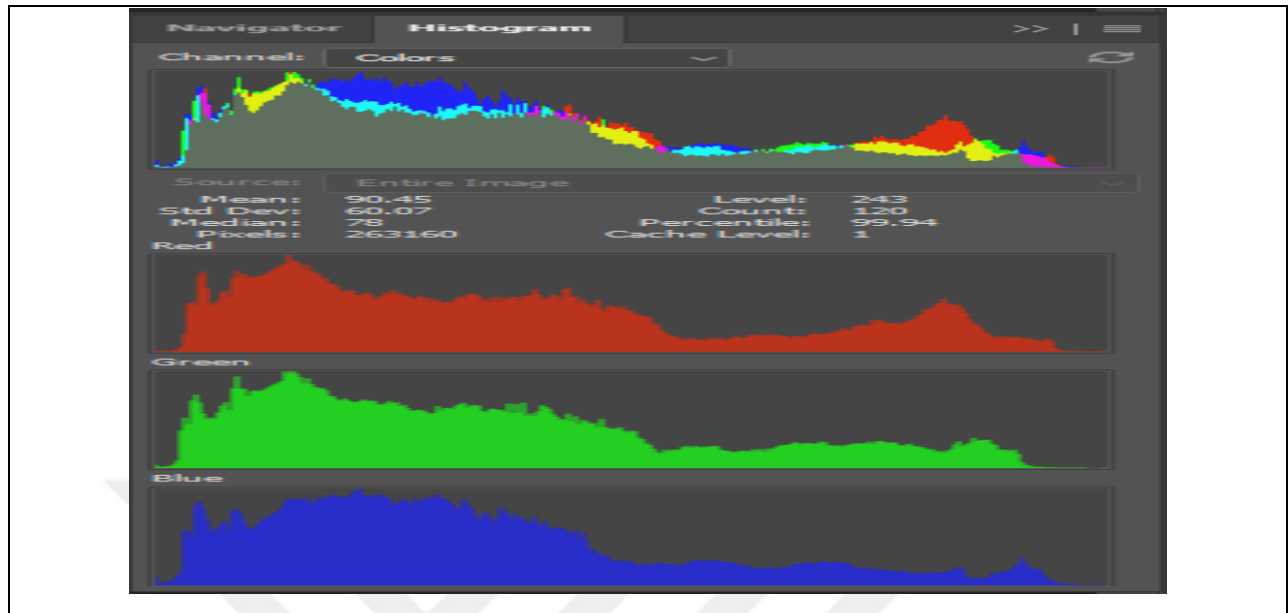 Navigator Histogram >> |
Channel: Colors
Source: Entire Image
Mean: 90.45 Level: 243
Std Dev: 60.07 Count: 120
Median: 78 Percentile: 99.94
Pixels: 263160 Cache Level: 1
Red
Green
Blue